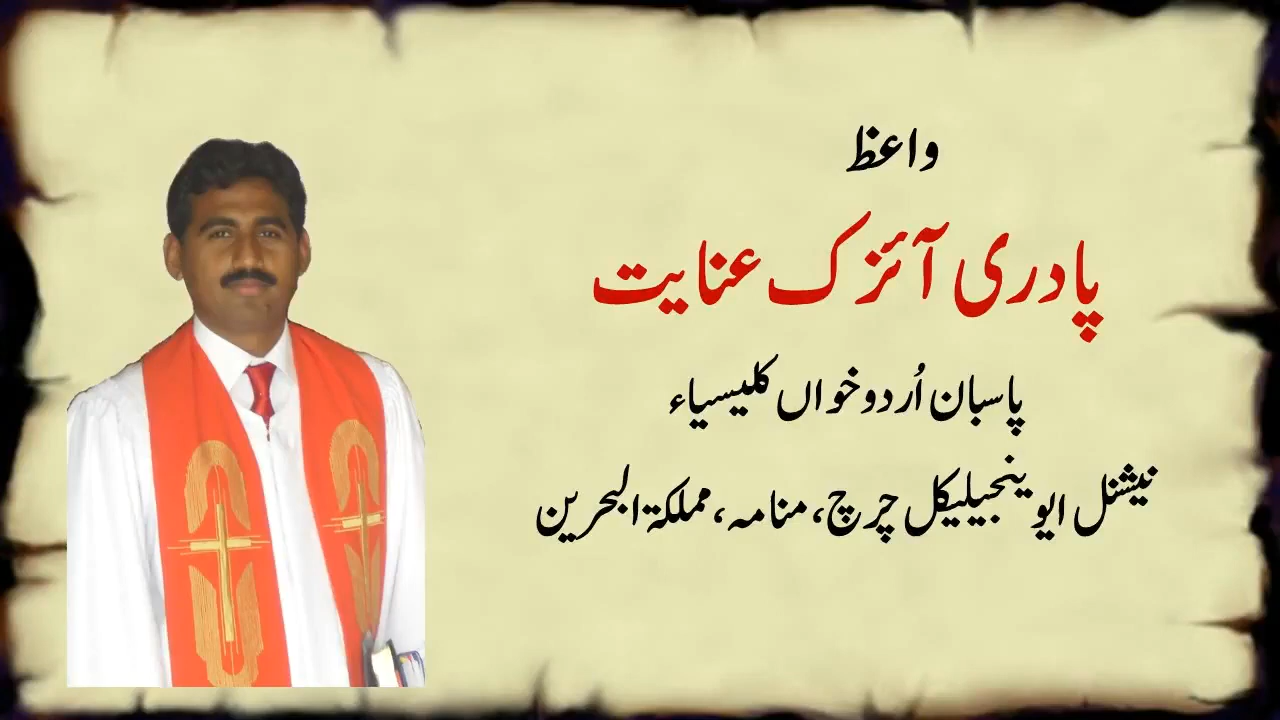 واعظ
پادری آئزک عنایت
پاسبان اُردو خواں کلیسیاء
نیشنل ایوینجیلیکل چرچ، منامہ، مملکۃ البحرین